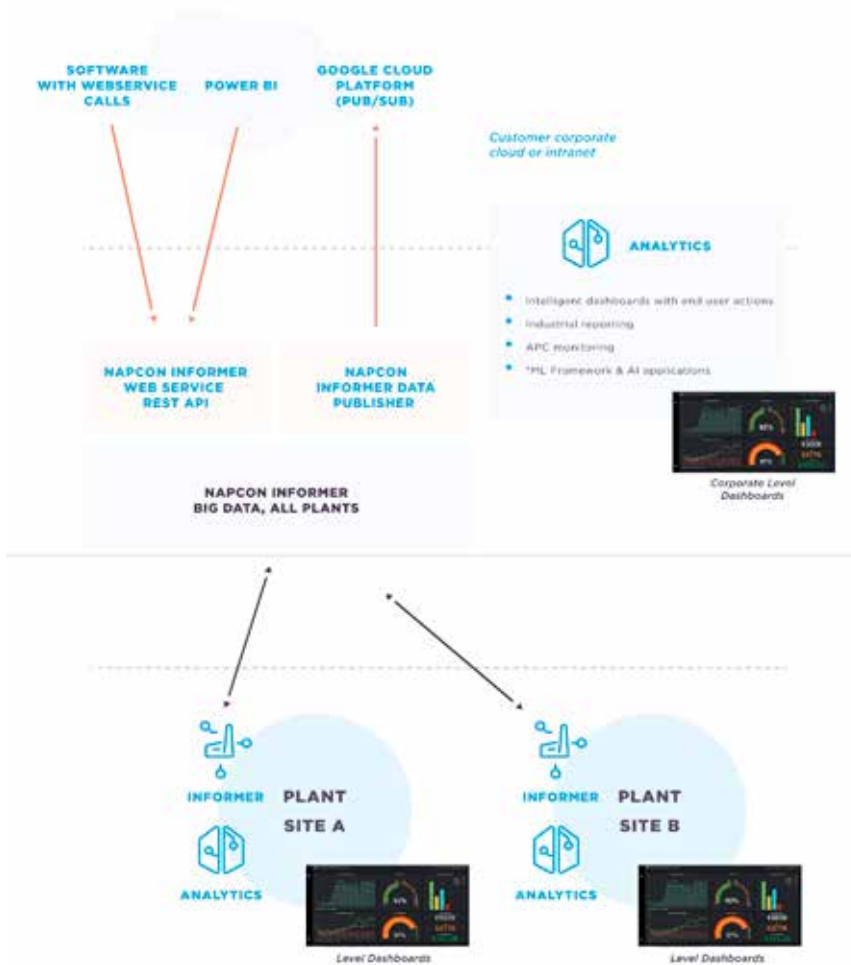 SOFTWARE
WITH WEBSERVICE
CALLS
POWER BI
GOOGLE CLOUD
PLATFORM
(PUB/SUB)
Customer corporate
cloud or intranet
ANALYTICS
Intelligent dashboards with end user actions
Industrial reporting
APC monitoring
*ML Framework & AI applications
NAPCON INFORMER
WEB SERVICE
REST API
NAPCON
INFORMER DATA
PUBLISHER
Corporate Level
Dashboards
NAPCON INFORMER
BIG DATA, ALL PLANTS
INFORMER
PLANT
SITE A
ANALYTICS
Level Dashboards
INFORMER
PLANT
SITE B
ANALYTICS
Level Dashboards